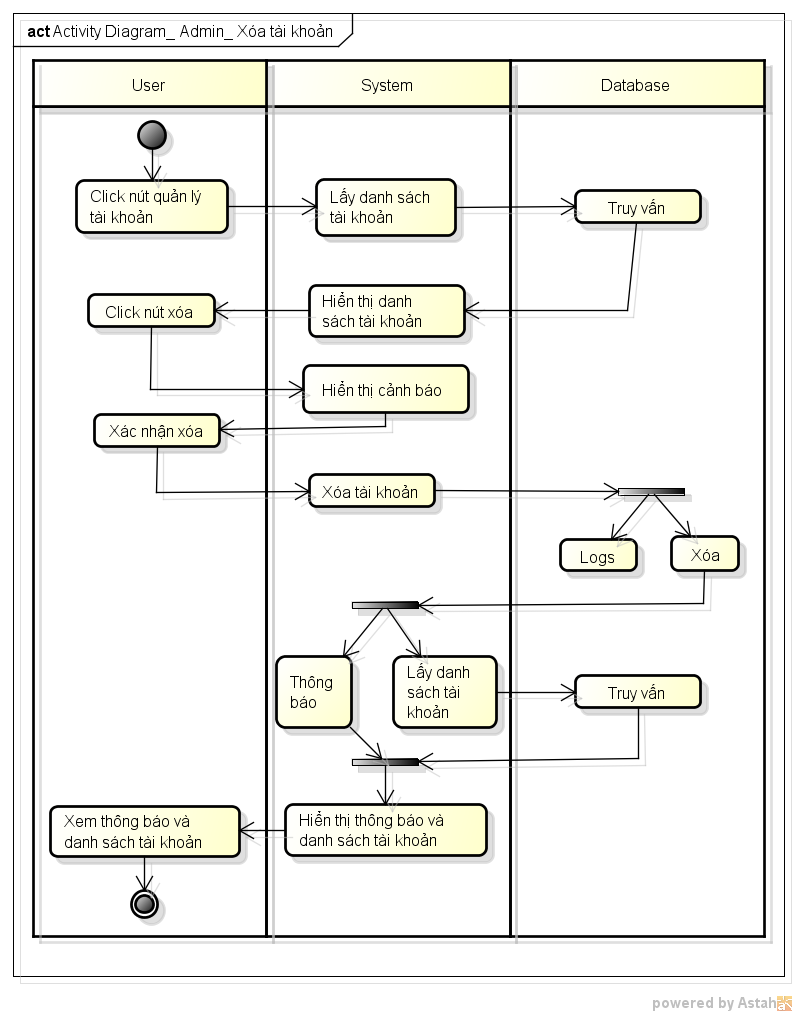 act Activity Diagram_ Admin_ Xóa tài khoản
User
System
Database
Click nút quản lý
tài khoản
Lấy danh sách
tài khoản
Truy vấn
Click nút xóa
Hiển thị danh
sách tài khoản
Hiển thị cảnh báo
Xác nhận xóa
Xóa tài khoản
Logs
Xóa
Thông
báo
Lấy danh
sách tài
khoản
Truy vấn
Xem thông báo và
danh sách tài khoản
Hiển thị thông báo và
danh sách tài khoản
powered by Astah